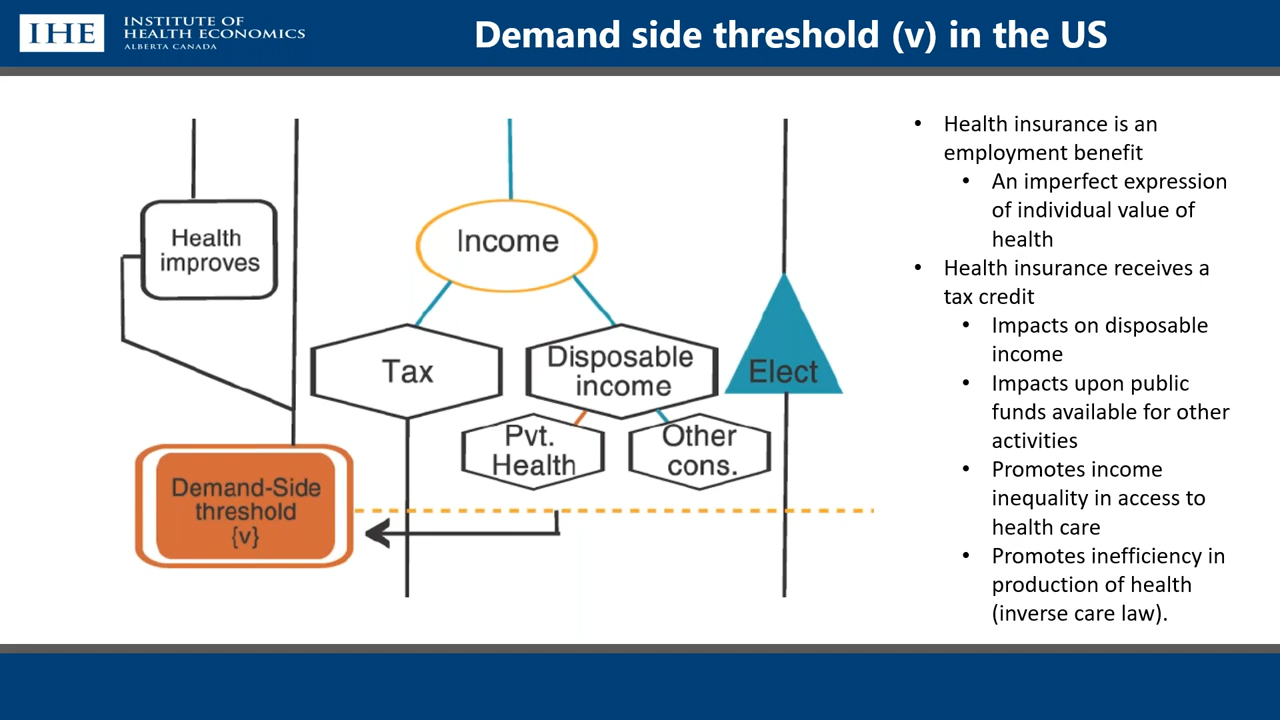 IHE
INSTITUTE OF
HEALTH ECONOMICS
ALBERTA CANADA
Demand side threshold (v) in the US
Health
improves
Income
Tax
Disposable
income
Elect
Pvt.
Health
Other
cons.
Demand-Side
threshold
{v}
• Health insurance is an
employment benefit
• An imperfect expression
of individual value of
health
• Health insurance receives a
tax credit
• Impacts on disposable
income
• Impacts upon public
funds available for other
activities
• Promotes income
inequality in access to
health care
• Promotes inefficiency in
production of health
(inverse care law).